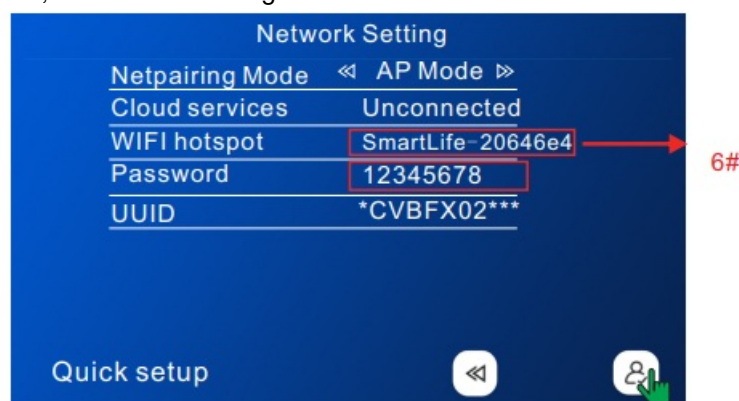 Network Setting
Netpairing Mode AP Mode
Cloud services Unconnected
WIFI hotspot SmartLife-20646e4
6#
Password 12345678
UUID *CVBFX02***
Quick setup